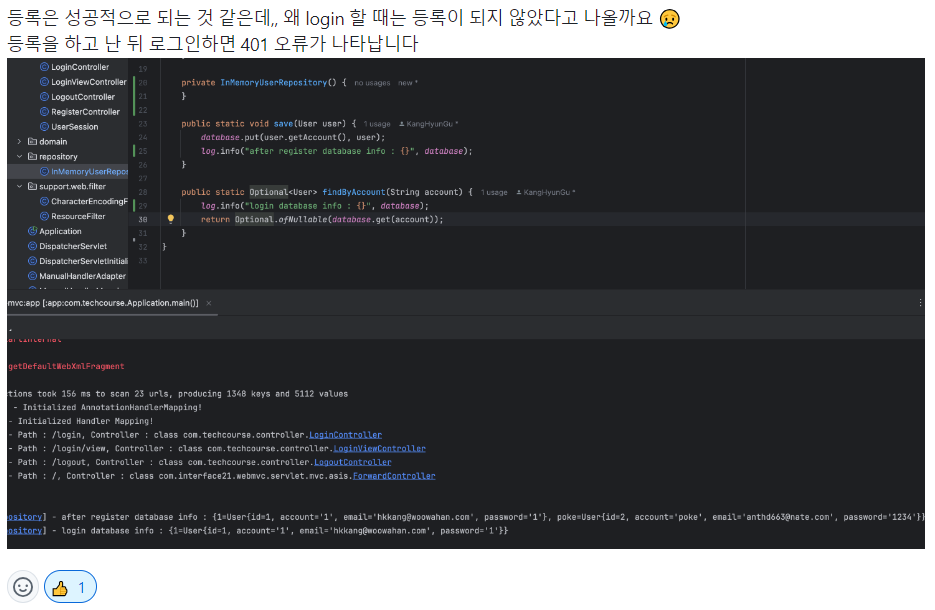 등록은 성공적으로 되는 것 같은데,, 왜 login 할 때는 등록이 되지 않았다고 나올까요 😥
등록을 하고 난 뒤 로그인하면 401 오류가 나타납니다
LoginController
LoginViewController
LogoutController
RegisterController
UserSession
domain
repository
InMemoryUserRepos
support.web.filter
CharacterEncodingF
ResourceFilter
Application
DispatcherServlet
DispatcherServletInitiali
ManualHandlerAdapter
19
20 private InMemoryUserRepository() { no usages new *
21 }
22
23 public static void save(User user) { 1 usage KangHyunGu *
24 database.put(user.getAccount(), user);
25 log.info("after register database info : {}", database);
26 }
27
28 public static Optional<User> findByAccount(String account) { 1 usage KangHyunGu *
29 log.info("login database info : {}", database);
30 return Optional.ofNullable(database.get(account));
31 }
32 }
33
mvc:app [:app:com.techcourse.Application.main()] ×
getDefaultWebXmlFragment
tions took 156 ms to scan 23 urls, producing 1348 keys and 5112 values
- Initialized AnnotationHandlerMapping!
- Initialized Handler Mapping!
- Path : /login, Controller : class com.techcourse.controller.LoginController
- Path : /login/view, Controller : class com.techcourse.controller.LoginViewController
- Path : /logout, Controller : class com.techcourse.controller.LogoutController
- Path : /, Controller : class com.interface21.webmvc.servlet.mvc.asis.ForwardController
ository] - after register database info : {1=User{id=1, account='1', email='hkkang@woowahan.com', password='1'}, poke=User{id=2, account='poke', email='anthd663@nate.com', password='1234'}}
ository] - login database info : {1=User{id=1, account='1', email='hkkang@woowahan.com', password='1'}}
👍 1